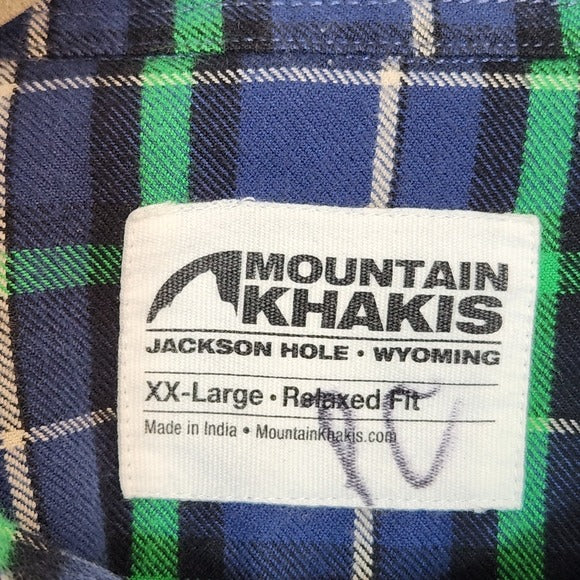 MOUNTAIN
KHAKIS
JACKSON HOLE • WYOMING
XX-Large • Relaxed Fit
Made in India • MountainKhakis.com